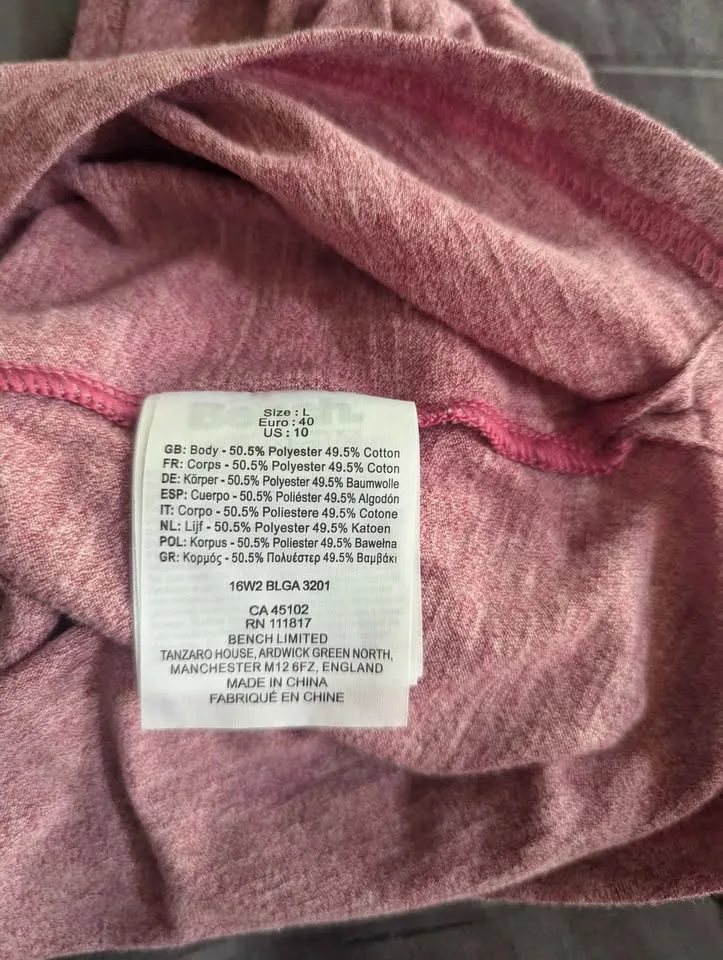 Size : L
Euro : 40
US : 10
GB: Body - 50.5% Polyester 49.5% Cotton
FR: Corps - 50.5% Polyester 49.5% Coton
DE: Körper - 50.5% Polyester 49.5% Baumwolle
ESP: Cuerpo - 50.5% Poliéster 49.5% Algodón
IT: Corpo - 50.5% Poliestere 49.5% Cotone
NL: Lijf - 50.5% Polyester 49.5% Katoen
POL: Korpus - 50.5% Poliester 49.5% Bawełna
GR: Κορμός - 50.5% Πολυέστερ 49.5% Βαμβάκι
16W2 BLGA 3201
CA 45102
RN 111817
BENCH LIMITED
TANZARO HOUSE, ARDWICK GREEN NORTH,
MANCHESTER M12 6FZ, ENGLAND
MADE IN CHINA
FABRIQUÉ EN CHINE